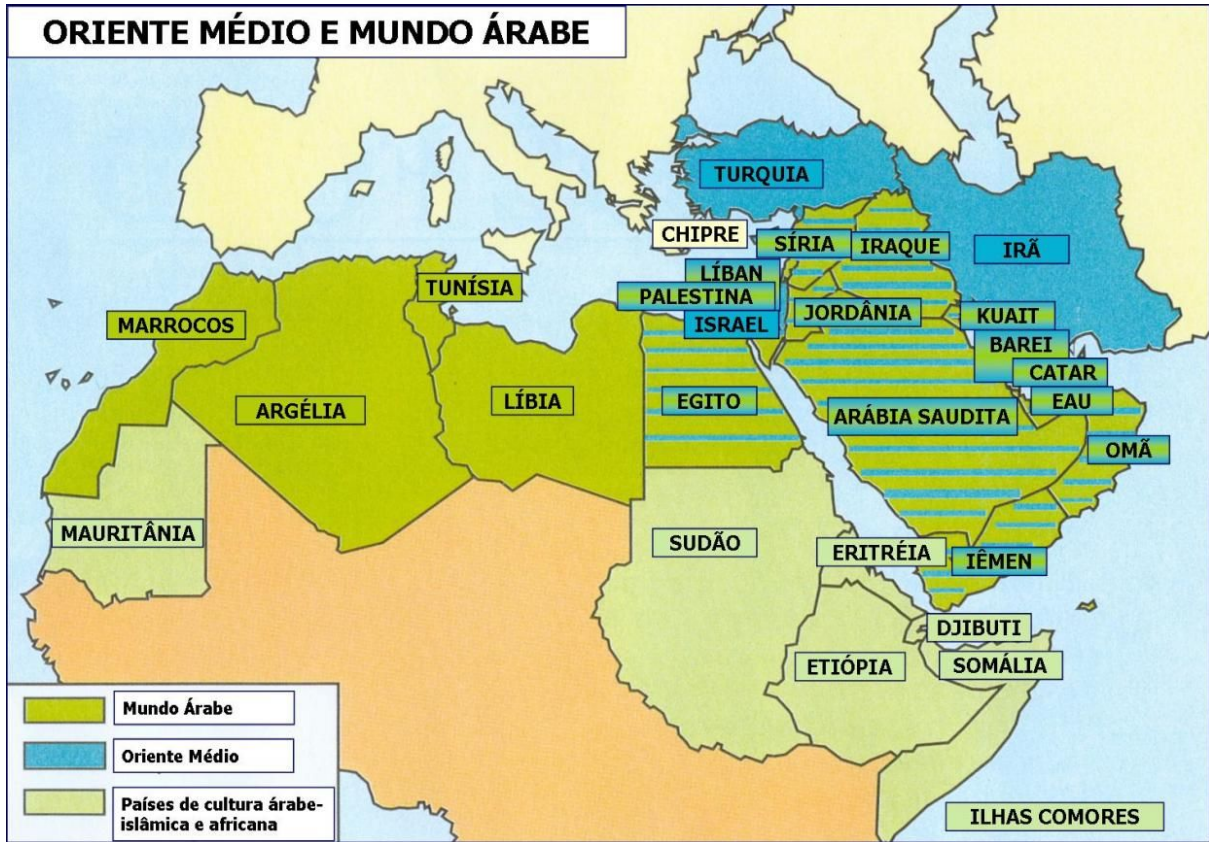 ORIENTE MÉDIO E MUNDO ÁRABE
TURQUIA
CHIPRE
SÍRIA
IRAQUE
IRÃ
LÍBAN
TUNÍSIA
PALESTINA
MARROCOS
ISRAEL
JORDÂNIA
KUAIT
BAREI
CATAR
ARGÉLIA
LÍBIA
EGITO
ARÁBIA SAUDITA
EAU
OMÃ
MAURITÂNIA
SUDÃO
ERITRÉIA
IÊMEN
DJIBUTI
ETIÓPIA
SOMÁLIA
Mundo Árabe
Oriente Médio
Países de cultura árabe-
islâmica e africana
ILHAS COMORES